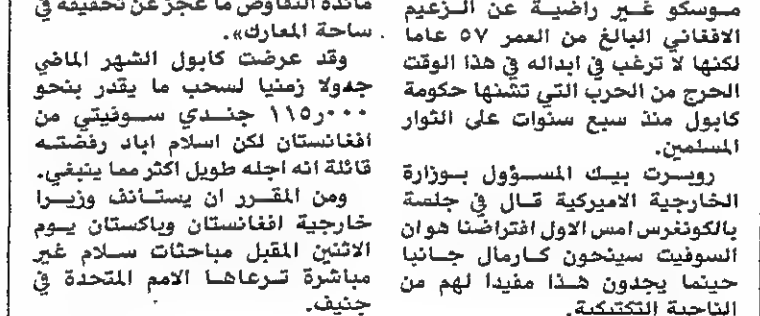 موسكو غير راضية عن الزعيم
الافغاني البالغ من العمر ٥٧ عاما
لكنها لا ترغب في ابداله في هذا الوقت
الحرج من الحرب التي تشنها حكومة
كابول منذ سبع سنوات على الثوار
المسلمين.
روبرت بيك المسؤول بوزارة
الخارجية الاميركية قال في جلسة
بالكونغرس امس الاول افتراضنا هو ان
السوفيت سينحون كارمال جانبا
حينما يجدون هذا مفيدا لهم من
الناحية التكتيكية.
مائدة التفاوض ما عجز عن تحقيقه في
ساحة المعارك».
وقد عرضت كابول الشهر الماضي
جدولا زمنيا لسحب ما يقدر بنحو
١١٥ر٠٠٠ جندي سوفيتي من
افغانستان لكن اسلام اباد رفضته
قائلة انه اجله طويل اكثر مما ينبغي.
ومن المقرر ان يستأنف وزيرا
خارجية افغانستان وباكستان يوم
الاثنين المقبل مباحثات سلام غير
مباشرة ترعاها الامم المتحدة في
جنيف.